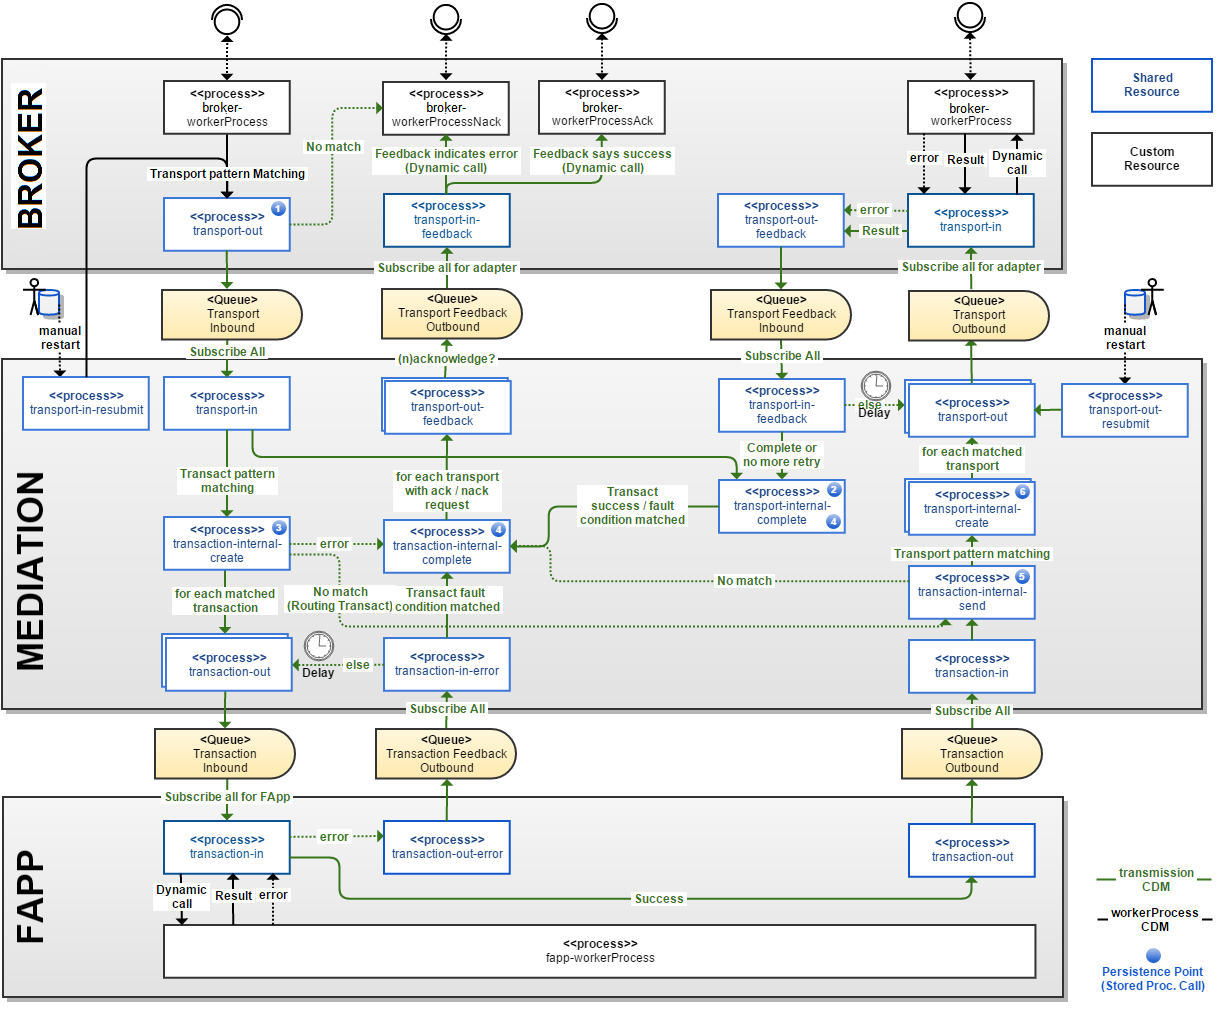 BROKER
<<process>>
broker-
workerProcess
<<process>>
broker-
workerProcessNack
<<process>>
broker-
workerProcessAck
<<process>>
broker-
workerProcess
Shared
Resource
Custom
Resource
No match
Transport pattern Matching
Feedback indicates error
(Dynamic call)
Feedback says success
(Dynamic call)
error
Result
Dynamic
call
<<process>>
transport-out
1
<<process>>
transport-in-
feedback
<<process>>
transport-out-
feedback
error
Result
<<process>>
transport-in
Subscribe all for adapter
Subscribe all for adapter
manual
restart
<Queue>
Transport
Inbound
<Queue>
Transport Feedback
Outbound
<Queue>
Transport Feedback
Inbound
<Queue>
Transport
Outbound
manual
restart
Subscribe All
(n)acknowledge?
Subscribe All
MEDIATION
<<process>>
transport-in-resubmit
<<process>>
transport-in
<<process>>
transport-out-
feedback
<<process>>
transport-in-
feedback
else
Delay
<<process>>
transport-out
<<process>>
transport-out-
resubmit
Transact pattern
matching
for each transport
with ack / nack
request
Complete or
no more retry
for each matched
transport
Transact
success / fault
condition matched
<<process>>
transport-internal-
complete
2
4
<<process>>
transport-internal-
create
6
<<process>>
transaction-internal-
create
3
error
<<process>>
transaction-internal-
complete
4
Transport pattern matching
No match
<<process>>
transaction-internal-
send
5
for each matched
transaction
No match
(Routing Transact)
Transact fault
condition matched
<<process>>
transaction-out
Delay
else
<<process>>
transaction-in-error
<<process>>
transaction-in
Subscribe All
Subscribe All
<Queue>
Transaction
Inbound
<Queue>
Transaction Feedback
Outbound
<Queue>
Transaction
Outbound
Subscribe all for FApp
FAPP
<<process>>
transaction-in
error
<<process>>
transaction-out-error
<<process>>
transaction-out
Dynamic
call
Result
error
Success
<<process>>
fapp-workerProcess
transmission
CDM
workerProcess
CDM
Persistence Point
(Stored Proc. Call)